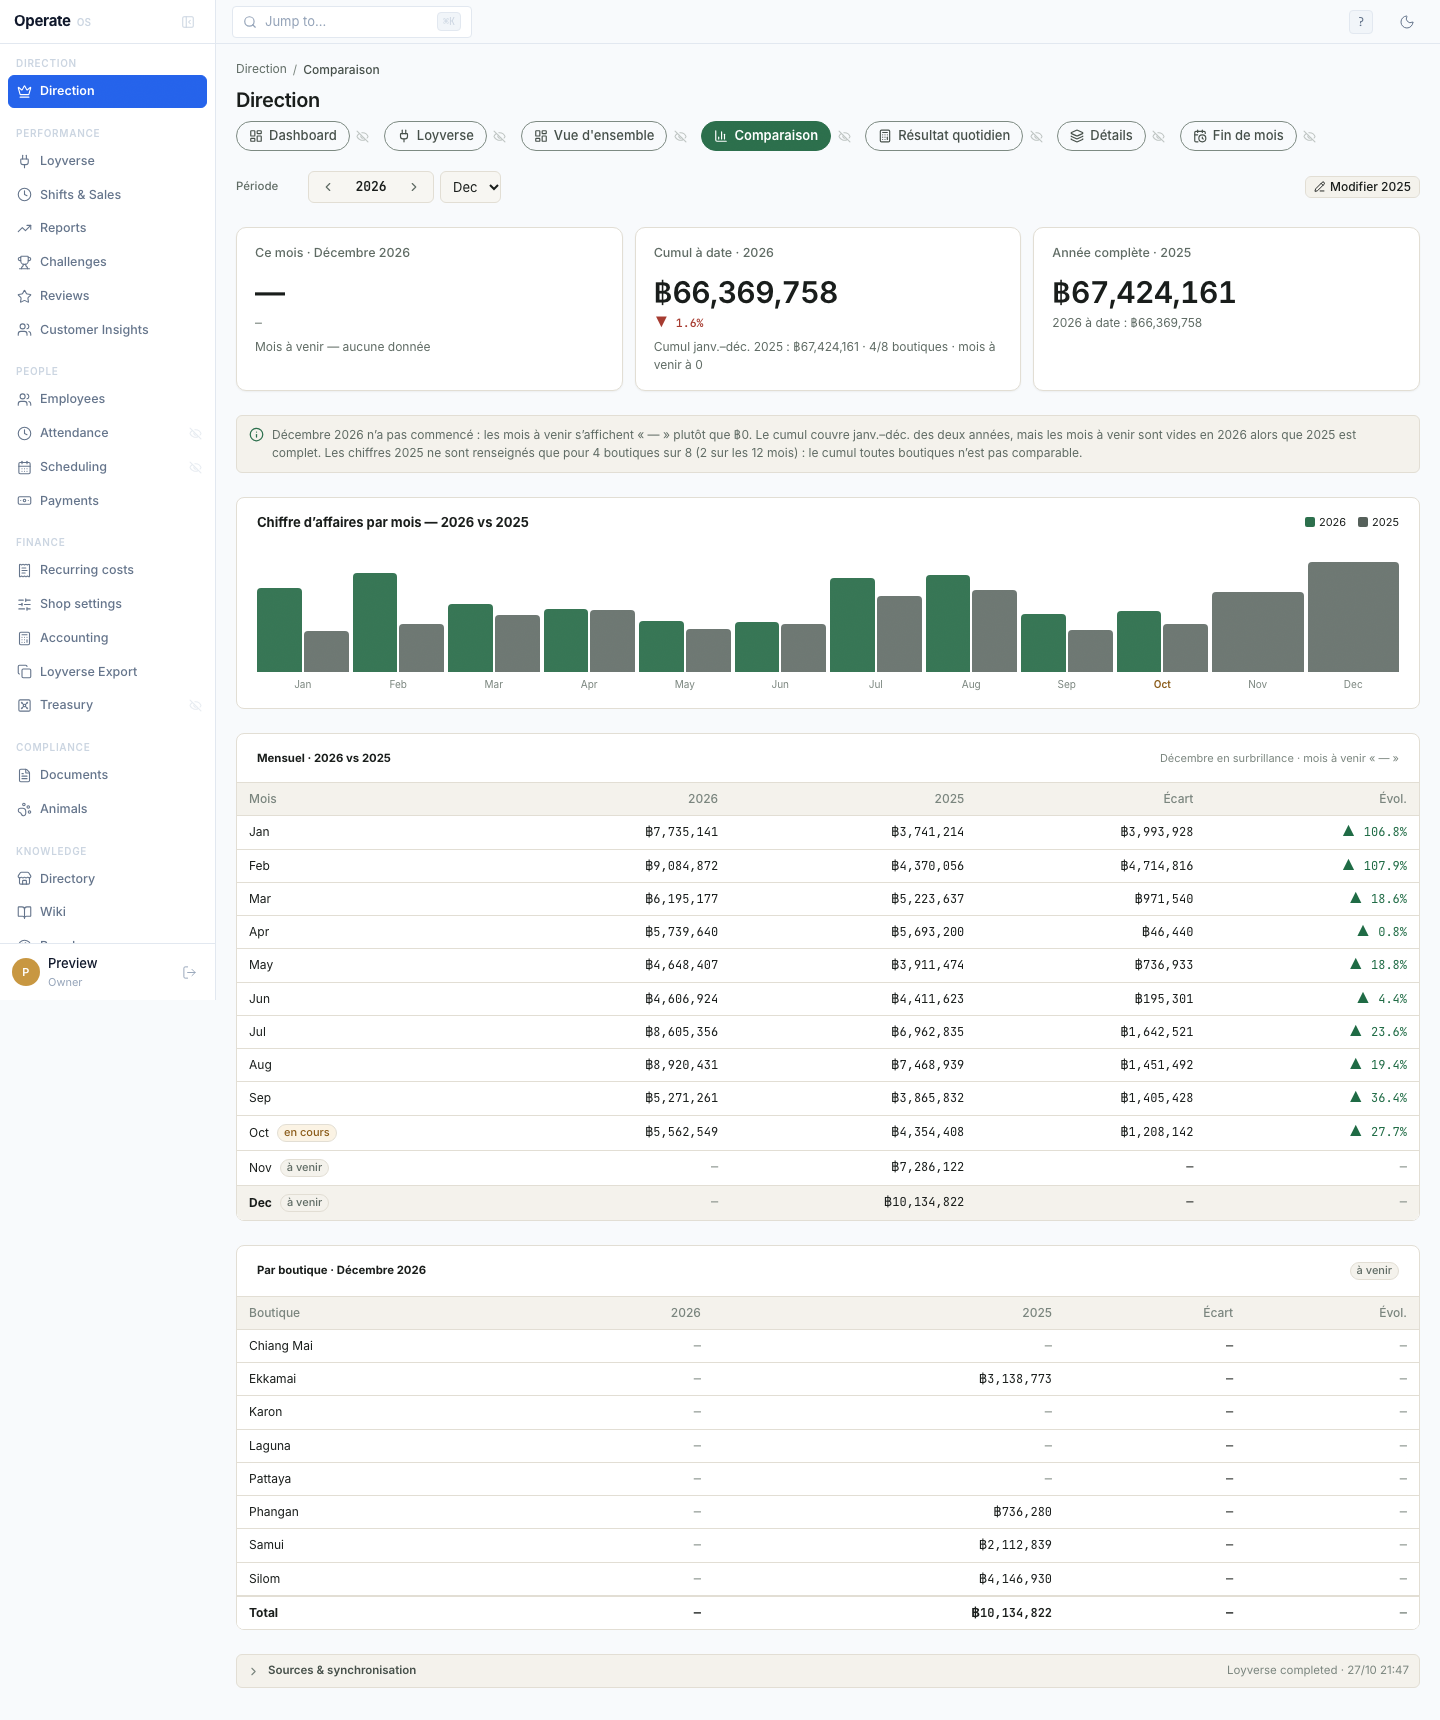 Operate OS
Jump to... ⌘K ?
DIRECTION
Direction
PERFORMANCE
Loyverse
Shifts & Sales
Reports
Challenges
Reviews
Customer Insights
PEOPLE
Employees
Attendance
Scheduling
Payments
FINANCE
Recurring costs
Shop settings
Accounting
Loyverse Export
Treasury
COMPLIANCE
Documents
Animals
KNOWLEDGE
Directory
Wiki
P Preview
Owner
Direction / Comparaison
Direction
Dashboard Loyverse Vue d'ensemble Comparaison Résultat quotidien Détails Fin de mois
Période 2026 Dec Modifier 2025
Ce mois · Décembre 2026
—
–
Mois à venir — aucune donnée
Cumul à date · 2026
฿66,369,758
▼ 1.6%
Cumul janv.–déc. 2025 : ฿67,424,161 · 4/8 boutiques · mois à
venir à 0
Année complète · 2025
฿67,424,161
2026 à date : ฿66,369,758
Décembre 2026 n’a pas commencé : les mois à venir s’affichent « — » plutôt que ฿0. Le cumul couvre janv.–déc. des deux années, mais les mois à venir sont vides en 2026 alors que 2025 est
complet. Les chiffres 2025 ne sont renseignés que pour 4 boutiques sur 8 (2 sur les 12 mois) : le cumul toutes boutiques n’est pas comparable.
Chiffre d’affaires par mois — 2026 vs 2025 2026 2025
Jan Feb Mar Apr May Jun Jul Aug Sep Oct Nov Dec
Mensuel · 2026 vs 2025 Décembre en surbrillance · mois à venir « — »
Mois 2026 2025 Écart Évol.
Jan ฿7,735,141 ฿3,741,214 ฿3,993,928 ▲ 106.8%
Feb ฿9,084,872 ฿4,370,056 ฿4,714,816 ▲ 107.9%
Mar ฿6,195,177 ฿5,223,637 ฿971,540 ▲ 18.6%
Apr ฿5,739,640 ฿5,693,200 ฿46,440 ▲ 0.8%
May ฿4,648,407 ฿3,911,474 ฿736,933 ▲ 18.8%
Jun ฿4,606,924 ฿4,411,623 ฿195,301 ▲ 4.4%
Jul ฿8,605,356 ฿6,962,835 ฿1,642,521 ▲ 23.6%
Aug ฿8,920,431 ฿7,468,939 ฿1,451,492 ▲ 19.4%
Sep ฿5,271,261 ฿3,865,832 ฿1,405,428 ▲ 36.4%
Oct en cours ฿5,562,549 ฿4,354,408 ฿1,208,142 ▲ 27.7%
Nov à venir – ฿7,286,122 – –
Dec à venir – ฿10,134,822 – –
Par boutique · Décembre 2026 à venir
Boutique 2026 2025 Écart Évol.
Chiang Mai – – – –
Ekkamai – ฿3,138,773 – –
Karon – – – –
Laguna – – – –
Pattaya – – – –
Phangan – ฿736,280 – –
Samui – ฿2,112,839 – –
Silom – ฿4,146,930 – –
Total – ฿10,134,822 – –
Sources & synchronisation Loyverse completed · 27/10 21:47